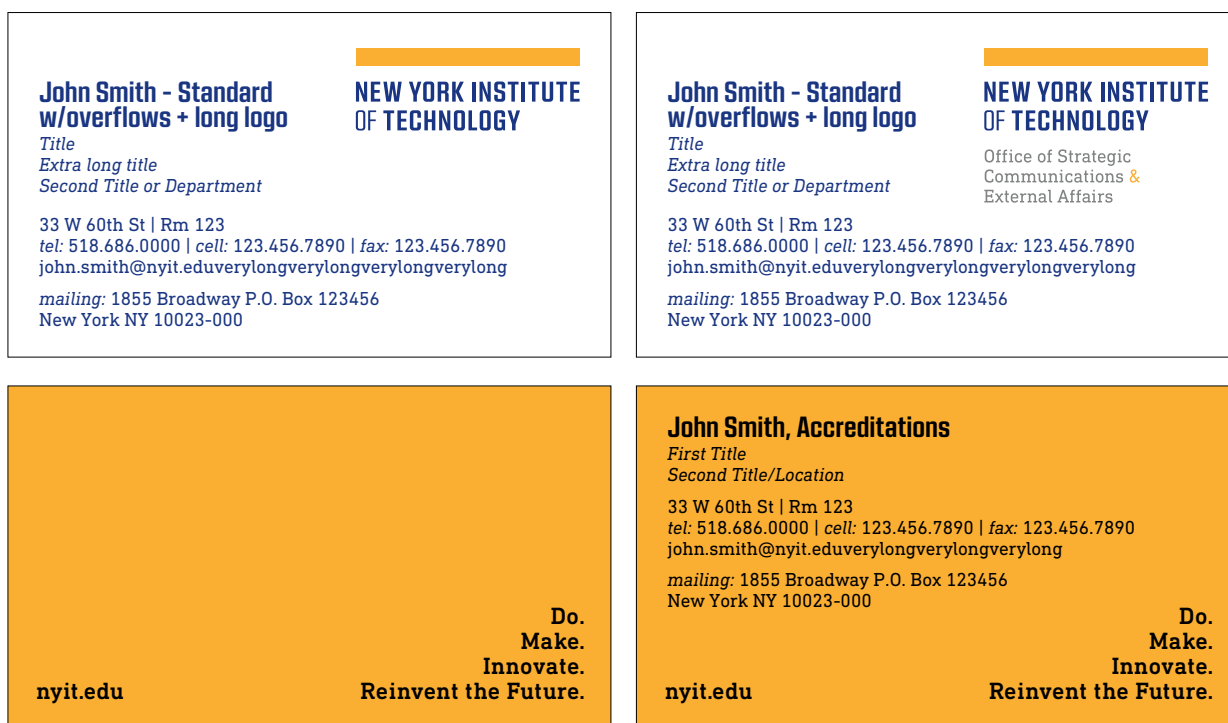 John Smith - Standard
w/overflows + long logo
Title
Extra long title
Second Title or Department
33 W 60th St | Rm 123
tel: 518.686.0000 | cell: 123.456.7890 | fax: 123.456.7890
john.smith@nyit.eduverylongverylongverylongverylong
mailing: 1855 Broadway P.O. Box 123456
New York NY 10023-000
NEW YORK INSTITUTE
OF TECHNOLOGY
John Smith - Standard
w/overflows + long logo
Title
Extra long title
Second Title or Department
33 W 60th St | Rm 123
tel: 518.686.0000 | cell: 123.456.7890 | fax: 123.456.7890
john.smith@nyit.eduverylongverylongverylongverylong
mailing: 1855 Broadway P.O. Box 123456
New York NY 10023-000
NEW YORK INSTITUTE
OF TECHNOLOGY
Office of Strategic
Communications &
External Affairs
nyit.edu
Do.
Make.
Innovate.
Reinvent the Future.
John Smith, Accreditations
First Title
Second Title/Location
33 W 60th St | Rm 123
tel: 518.686.0000 | cell: 123.456.7890 | fax: 123.456.7890
john.smith@nyit.eduverylongverylongverylong
mailing: 1855 Broadway P.O. Box 123456
New York NY 10023-000
nyit.edu
Do.
Make.
Innovate.
Reinvent the Future.